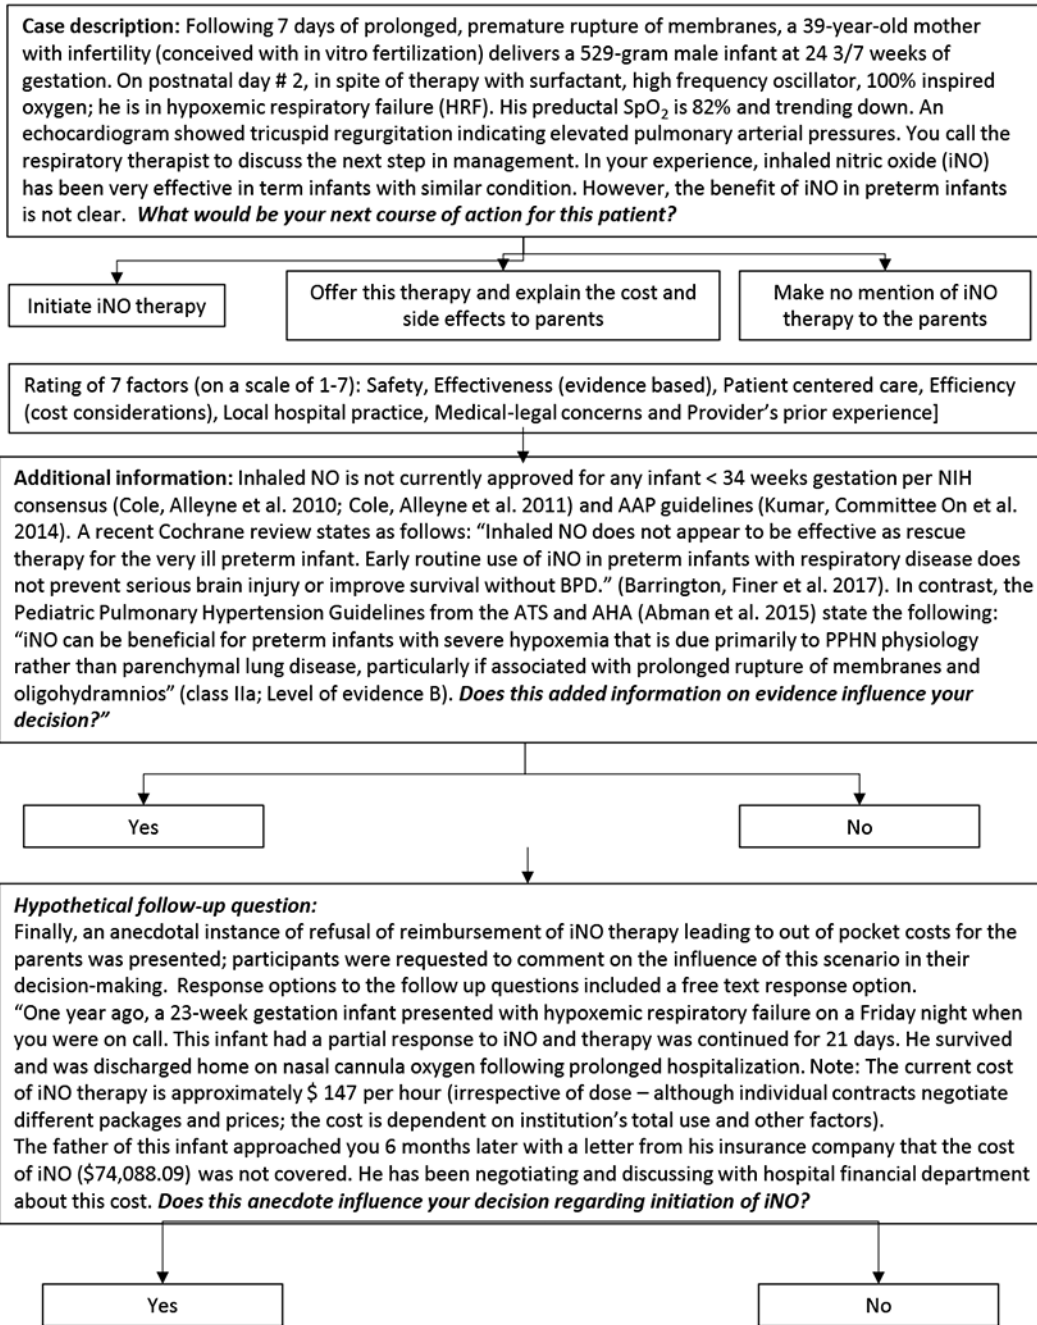 Case description: Following 7 days of prolonged, premature rupture of membranes, a 39-year-old mother
with infertility (conceived with in vitro fertilization) delivers a 529-gram male infant at 24 3/7 weeks of
gestation. On postnatal day # 2, in spite of therapy with surfactant, high frequency oscillator, 100% inspired
oxygen; he is in hypoxemic respiratory failure (HRF). His preductal SpO₂ is 82% and trending down. An
echocardiogram showed tricuspid regurgitation indicating elevated pulmonary arterial pressures. You call the
respiratory therapist to discuss the next step in management. In your experience, inhaled nitric oxide (iNO)
has been very effective in term infants with similar condition. However, the benefit of iNO in preterm infants
is not clear. What would be your next course of action for this patient?
Initiate iNO therapy
Offer this therapy and explain the cost and
side effects to parents
Make no mention of iNO
therapy to the parents
Rating of 7 factors (on a scale of 1-7): Safety, Effectiveness (evidence based), Patient centered care, Efficiency
(cost considerations), Local hospital practice, Medical-legal concerns and Provider's prior experience]
Additional information: Inhaled NO is not currently approved for any infant < 34 weeks gestation per NIH
consensus (Cole, Alleyne et al. 2010; Cole, Alleyne et al. 2011) and AAP guidelines (Kumar, Committee On et al.
2014). A recent Cochrane review states as follows: "Inhaled NO does not appear to be effective as rescue
therapy for the very ill preterm infant. Early routine use of iNO in preterm infants with respiratory disease does
not prevent serious brain injury or improve survival without BPD." (Barrington, Finer et al. 2017). In contrast, the
Pediatric Pulmonary Hypertension Guidelines from the ATS and AHA (Abman et al. 2015) state the following:
"iNO can be beneficial for preterm infants with severe hypoxemia that is due primarily to PPHN physiology
rather than parenchymal lung disease, particularly if associated with prolonged rupture of membranes and
oligohydramnios" (class IIa; Level of evidence B). Does this added information on evidence influence your
decision?"
Yes
No
Hypothetical follow-up question:
Finally, an anecdotal instance of refusal of reimbursement of iNO therapy leading to out of pocket costs for the
parents was presented; participants were requested to comment on the influence of this scenario in their
decision-making. Response options to the follow up questions included a free text response option.
"One year ago, a 23-week gestation infant presented with hypoxemic respiratory failure on a Friday night when
you were on call. This infant had a partial response to iNO and therapy was continued for 21 days. He survived
and was discharged home on nasal cannula oxygen following prolonged hospitalization. Note: The current cost
of iNO therapy is approximately $ 147 per hour (irrespective of dose – although individual contracts negotiate
different packages and prices; the cost is dependent on institution's total use and other factors).
The father of this infant approached you 6 months later with a letter from his insurance company that the cost
of iNO ($74,088.09) was not covered. He has been negotiating and discussing with hospital financial department
about this cost. Does this anecdote influence your decision regarding initiation of iNO?
Yes
No